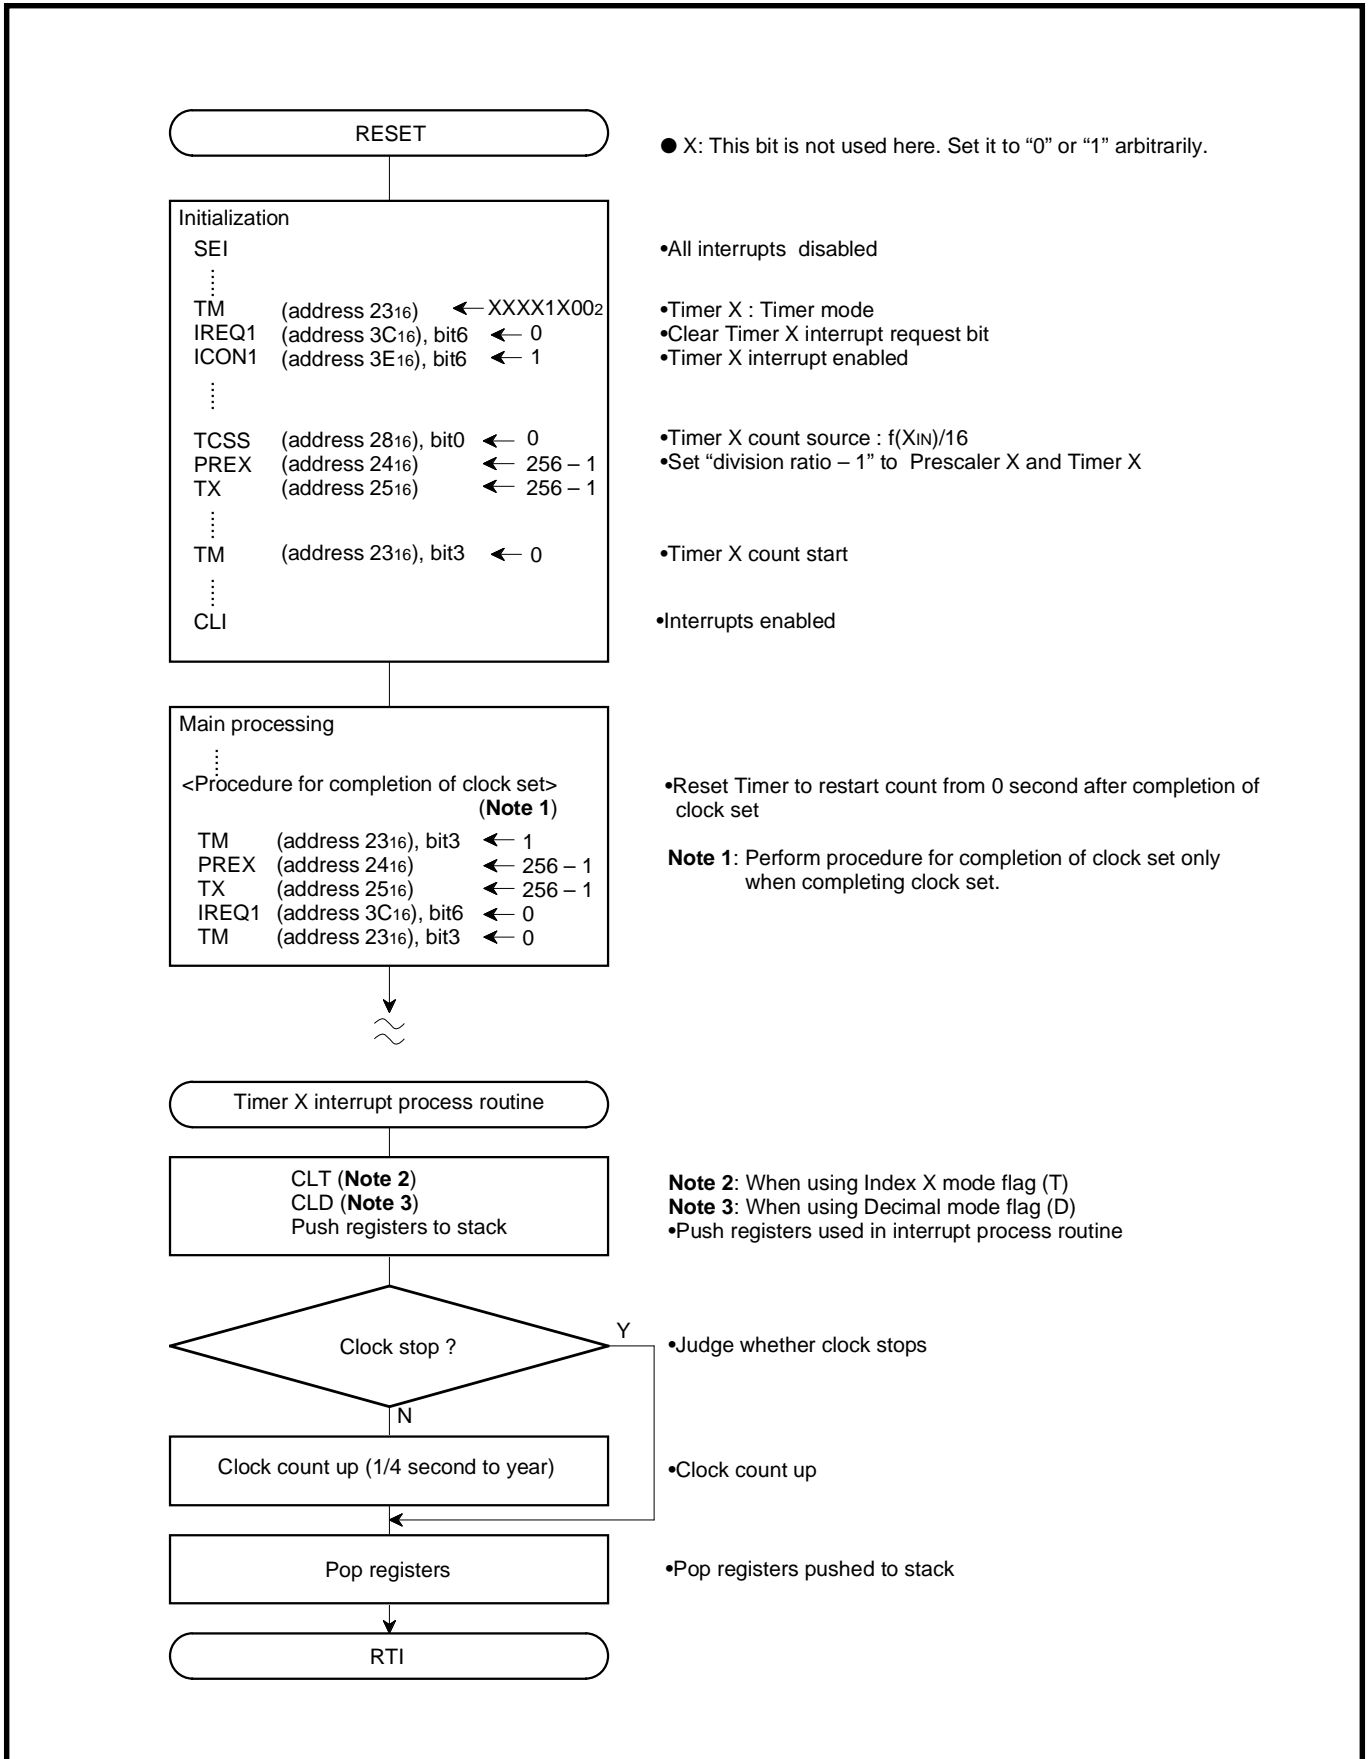 RESET
● X: This bit is not used here. Set it to “0” or “1” arbitrarily.
Initialization
SEI
•All interrupts disabled
TM (address 2316) ← XXXX1X002
•Timer X : Timer mode
IREQ1 (address 3C16), bit6 ← 0
•Clear Timer X interrupt request bit
ICON1 (address 3E16), bit6 ← 1
•Timer X interrupt enabled
TCSS (address 2816), bit0 ← 0
•Timer X count source : f(XIN)/16
PREX (address 2416) ← 256 – 1
•Set “division ratio – 1” to Prescaler X and Timer X
TX (address 2516) ← 256 – 1
TM (address 2316), bit3 ← 0
•Timer X count start
CLI
•Interrupts enabled
Main processing
<Procedure for completion of clock set>
(Note 1)
•Reset Timer to restart count from 0 second after completion of
clock set
TM (address 2316), bit3 ← 1
PREX (address 2416) ← 256 – 1
TX (address 2516) ← 256 – 1
IREQ1 (address 3C16), bit6 ← 0
TM (address 2316), bit3 ← 0
Note 1: Perform procedure for completion of clock set only
when completing clock set.
Timer X interrupt process routine
CLT (Note 2)
CLD (Note 3)
Push registers to stack
Note 2: When using Index X mode flag (T)
Note 3: When using Decimal mode flag (D)
•Push registers used in interrupt process routine
Clock stop ?
Y
•Judge whether clock stops
N
Clock count up (1/4 second to year)
•Clock count up
Pop registers
•Pop registers pushed to stack
RTI